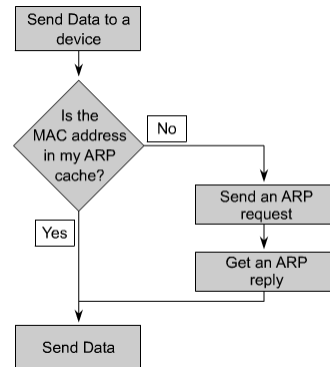 Send Data to a
device
Is the
MAC address
in my ARP
cache?
No
Send an ARP
request
Yes
Get an ARP
reply
Send Data